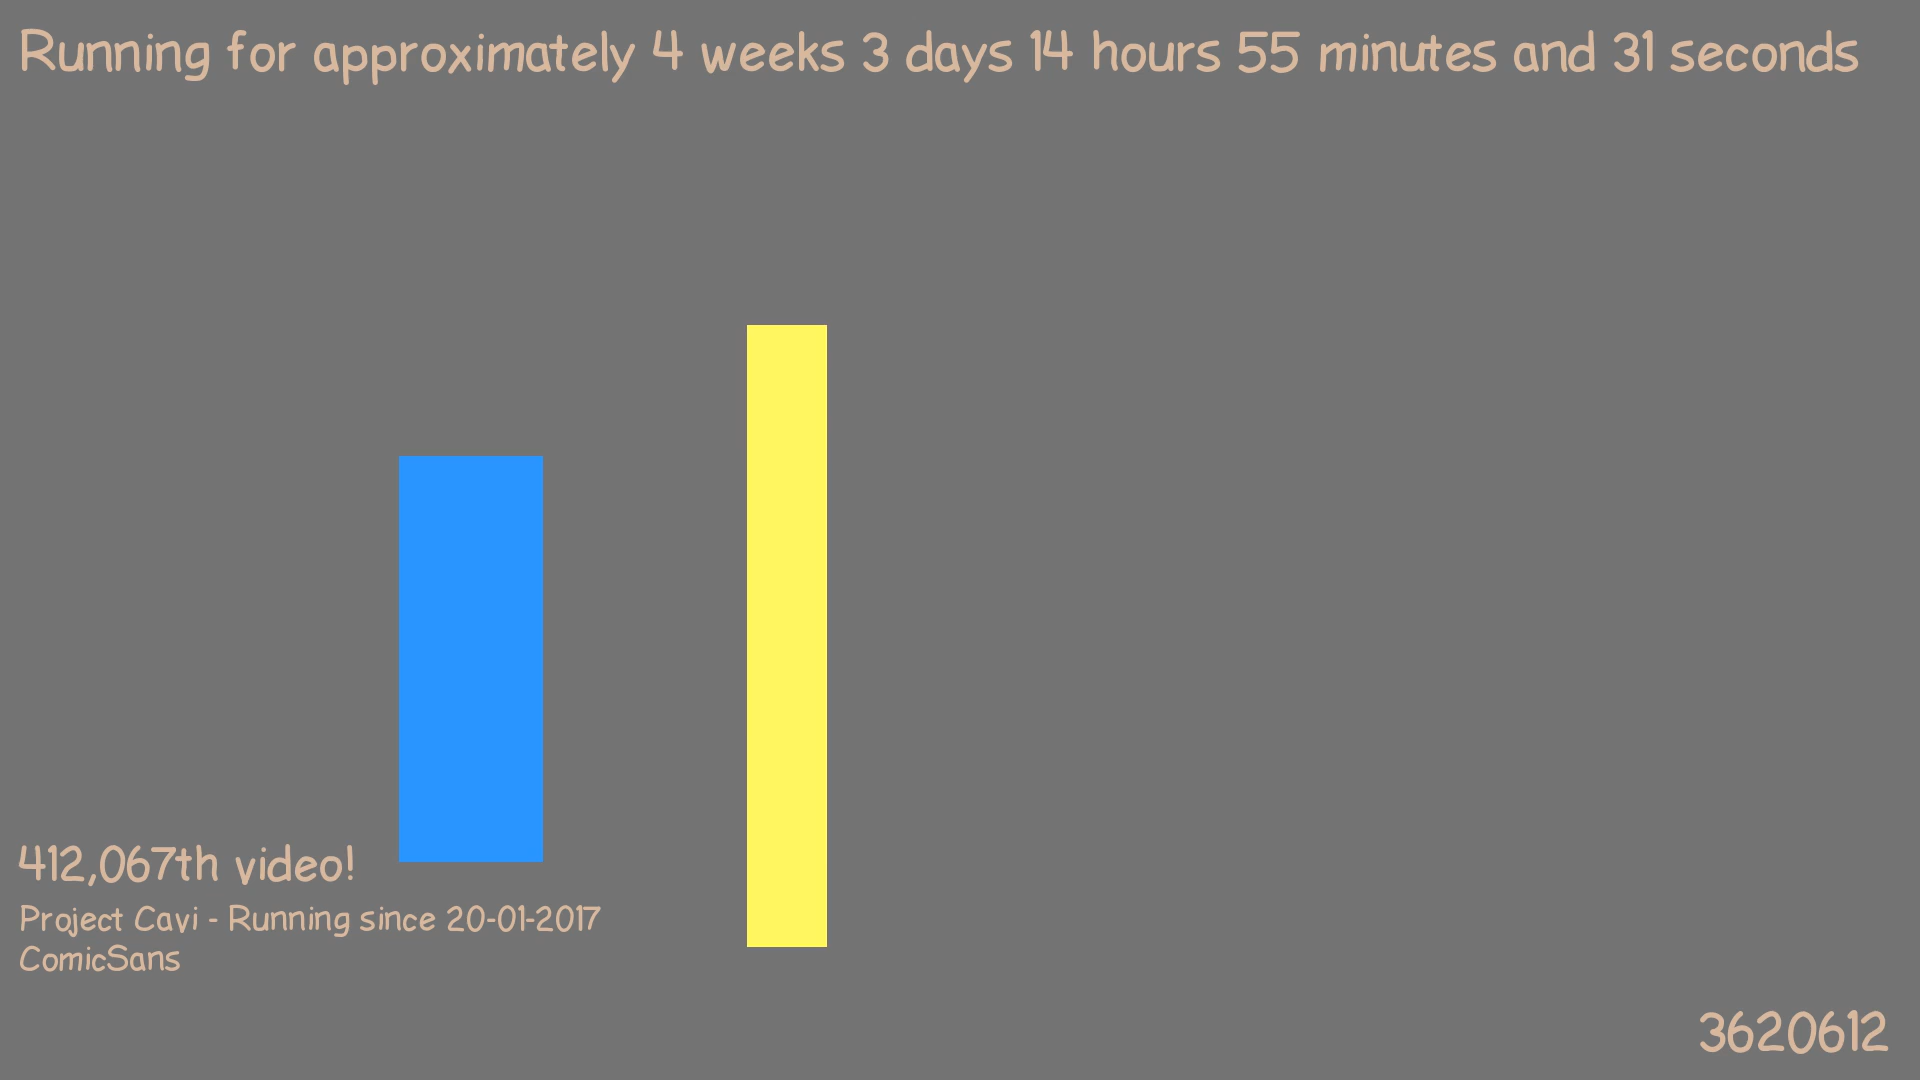 Running for approximately 4 weeks 3 days 14 hours 55 minutes and 31 seconds
412,067th video!
Project Cavi - Running since 20-01-2017
ComicSans
3620612